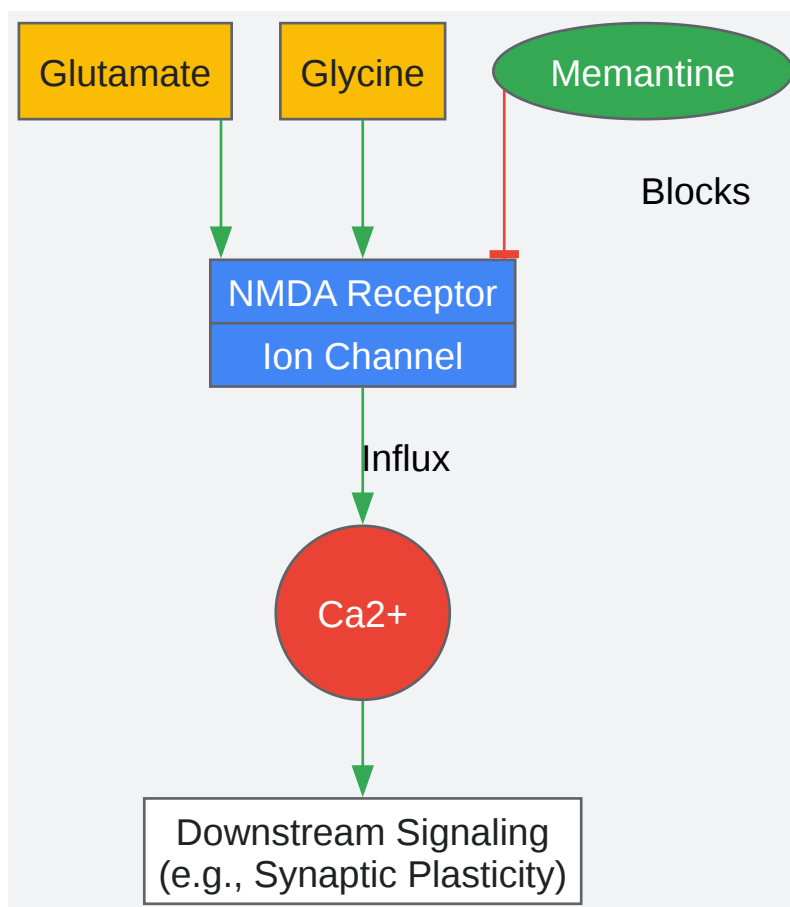 Glutamate
Glycine
Memantine
Blocks
NMDA Receptor
Ion Channel
Influx
Ca2+
Downstream Signaling
(e.g., Synaptic Plasticity)